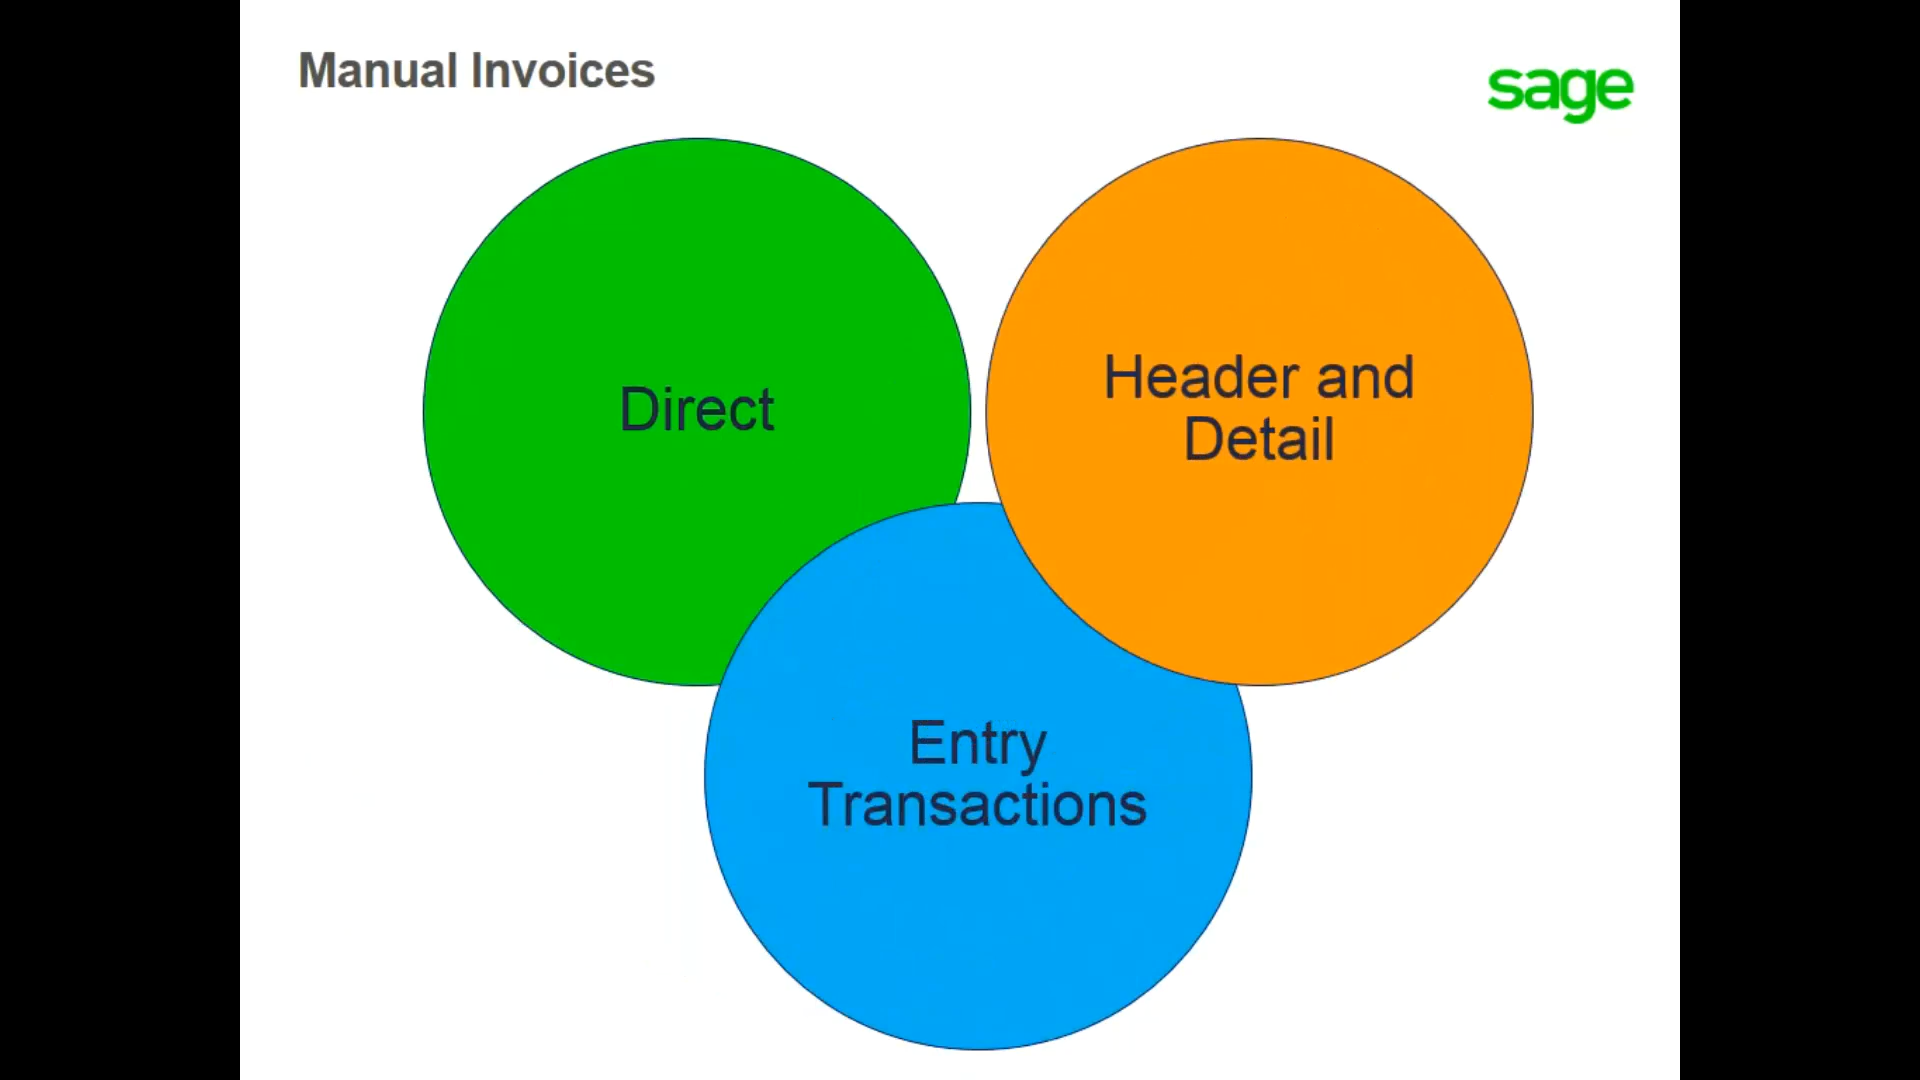 Manual Invoices
sage
Direct
Header and
Detail
Entry
Transactions